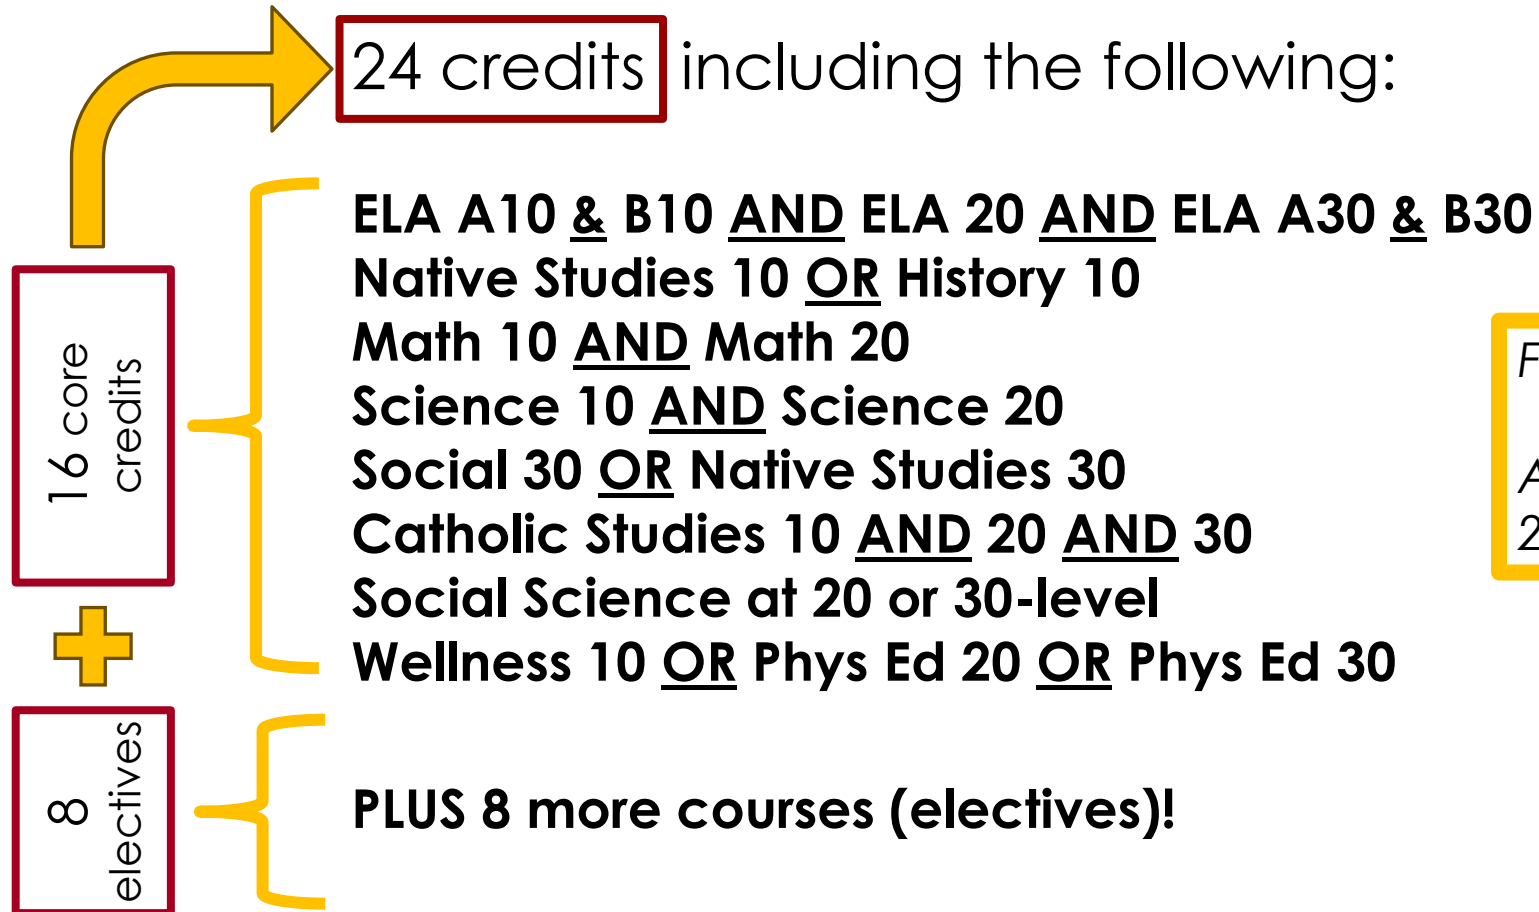 24 credits including the following:
ELA A10 & B10 AND ELA 20 AND ELA A30 & B30
Native Studies 10 OR History 10
Math 10 AND Math 20
Science 10 AND Science 20
Social 30 OR Native Studies 30
Catholic Studies 10 AND 20 AND 30
Social Science at 20 or 30-level
Wellness 10 OR Phys Ed 20 OR Phys Ed 30
16 core
credits
8
electives
PLUS 8 more courses (electives)!